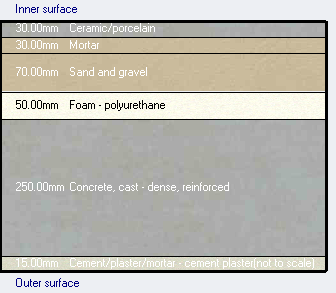 Inner surface
30.00mm Ceramic/porcelain
30.00mm Mortar
70.00mm Sand and gravel
50.00mm Foam - polyurethane
250.00mm Concrete, cast - dense, reinforced
15.00mm Cement/plaster/mortar - cement plaster(not to scale)
Outer surface